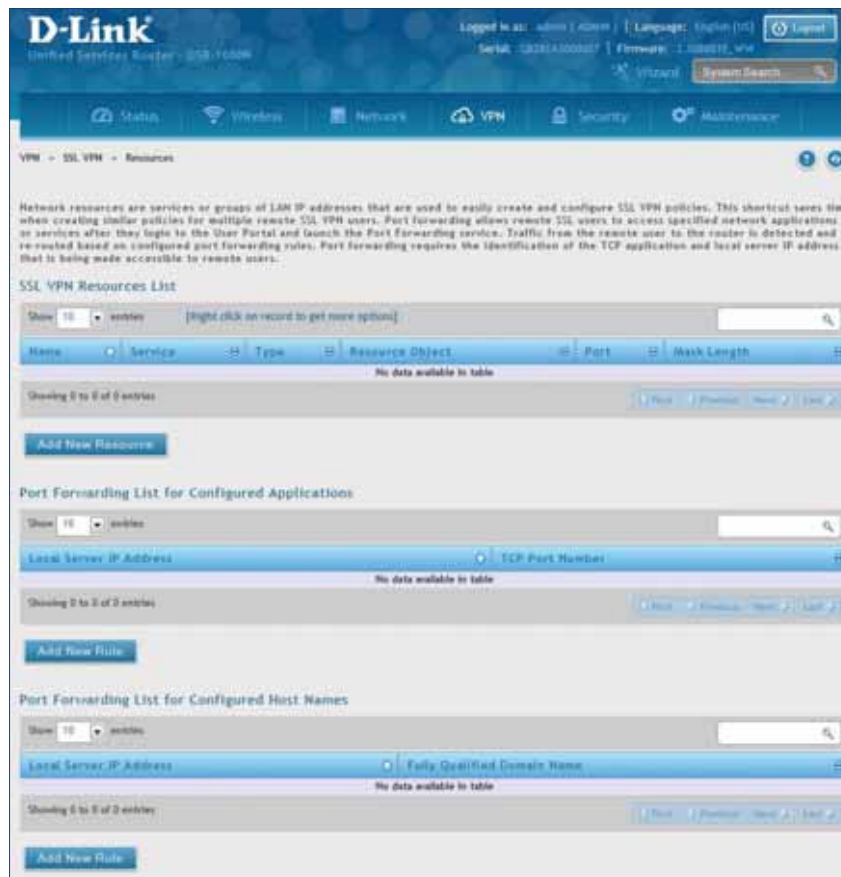 D-Link
Logged in as: admin ( ADMIN ) | Language: English [US]
Logout
Unified Services Router - DSR-1000N
Serial: | Firmware:
Wizard
System Search
Status
Wireless
Network
VPN
Security
Maintenance
VPN » SSL VPN » Resources
Network resources are services or groups of LAN IP addresses that are used to easily create and configure SSL VPN policies. This shortcut saves
when creating similar policies for multiple remote SSL VPN users. Port forwarding allows remote SSL users to access specified network applications
or services after they login to the User Portal and launch the Port Forwarding service. Traffic from the remote user to the router is detected and
re-routed based on configured port forwarding rules. Port forwarding requires the identification of the TCP application and local server IP address
that is being made accessible to remote users.
SSL VPN Resources List
Show 10 entries [Right click on record to get more options]
Name Service Type Resource Object Port Mask Length
No data available in table
Showing 0 to 0 of 0 entries
First Previous Next Last
Add New Resource
Port Forwarding List for Configured Applications
Show 10 entries
Local Server IP Address TCP Port Number
No data available in table
Showing 0 to 0 of 0 entries
First Previous Next Last
Add New Rule
Port Forwarding List for Configured Host Names
Show 10 entries
Local Server IP Address Fully Qualified Domain Name
No data available in table
Showing 0 to 0 of 0 entries
First Previous Next Last
Add New Rule